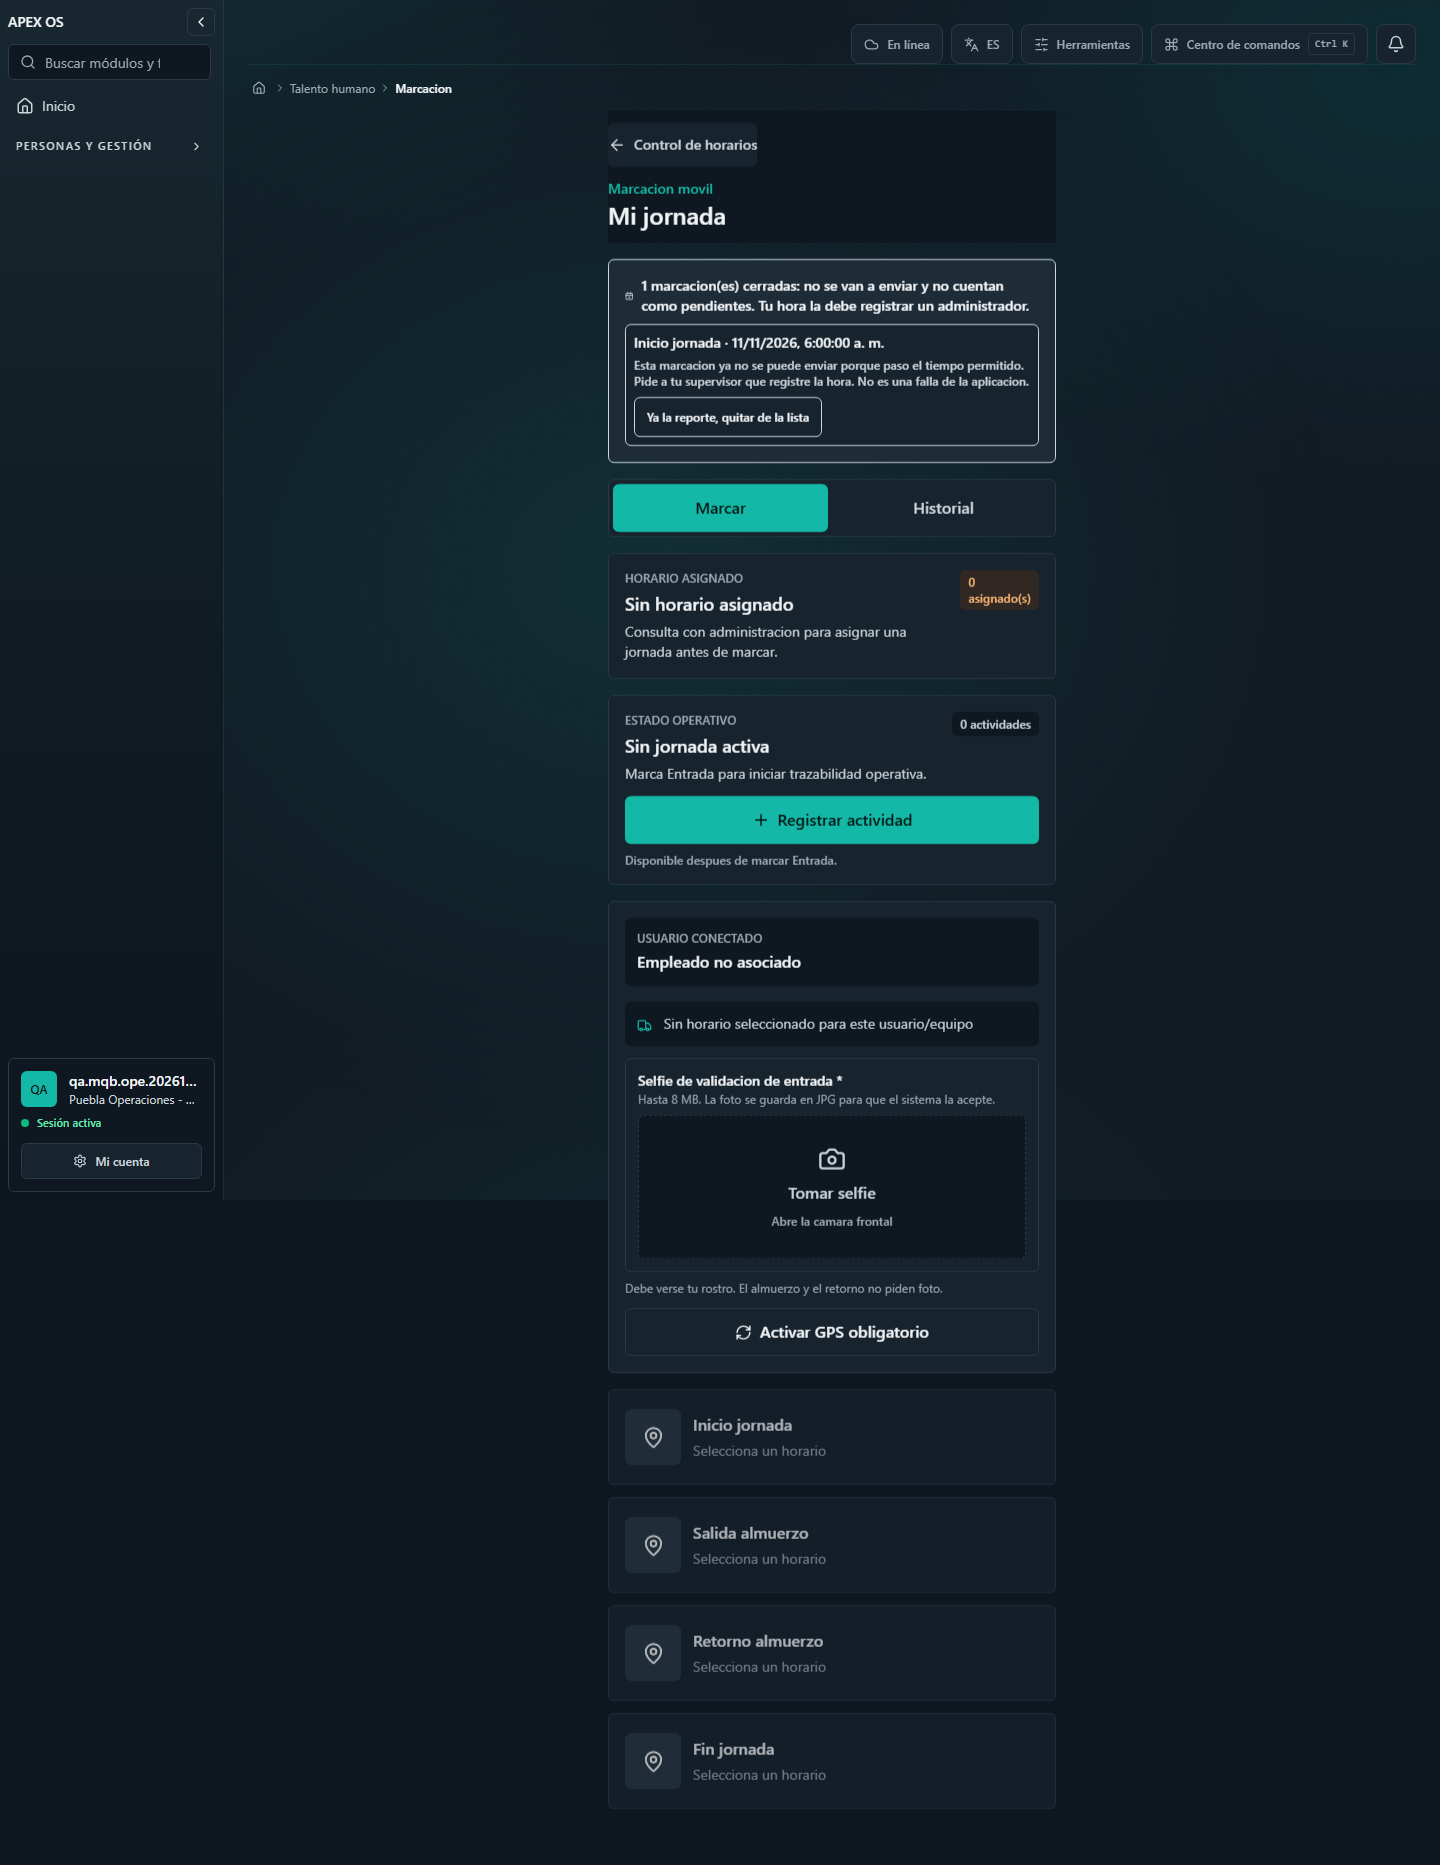 APEX OS
Buscar módulos y f
Inicio
PERSONAS Y GESTIÓN
En línea
ES
Herramientas
Centro de comandos Ctrl K
Talento humano
Marcacion
Control de horarios
Marcacion movil
Mi jornada
1 marcacion(es) cerradas: no se van a enviar y no cuentan
como pendientes. Tu hora la debe registrar un administrador.
Inicio jornada · 11/11/2026, 6:00:00 a. m.
Esta marcacion ya no se puede enviar porque paso el tiempo permitido.
Pide a tu supervisor que registre la hora. No es una falla de la aplicacion.
Ya la reporte, quitar de la lista
Marcar
Historial
HORARIO ASIGNADO
Sin horario asignado
Consulta con administracion para asignar una
jornada antes de marcar.
0
asignado(s)
ESTADO OPERATIVO
Sin jornada activa
Marca Entrada para iniciar trazabilidad operativa.
0 actividades
Registrar actividad
Disponible despues de marcar Entrada.
USUARIO CONECTADO
Empleado no asociado
Sin horario seleccionado para este usuario/equipo
Selfie de validacion de entrada *
Hasta 8 MB. La foto se guarda en JPG para que el sistema la acepte.
Tomar selfie
Abre la camara frontal
Debe verse tu rostro. El almuerzo y el retorno no piden foto.
Activar GPS obligatorio
Inicio jornada
Selecciona un horario
Salida almuerzo
Selecciona un horario
Retorno almuerzo
Selecciona un horario
Fin jornada
Selecciona un horario
QA
qa.mqb.ope.20261...
Puebla Operaciones - ...
Sesión activa
Mi cuenta